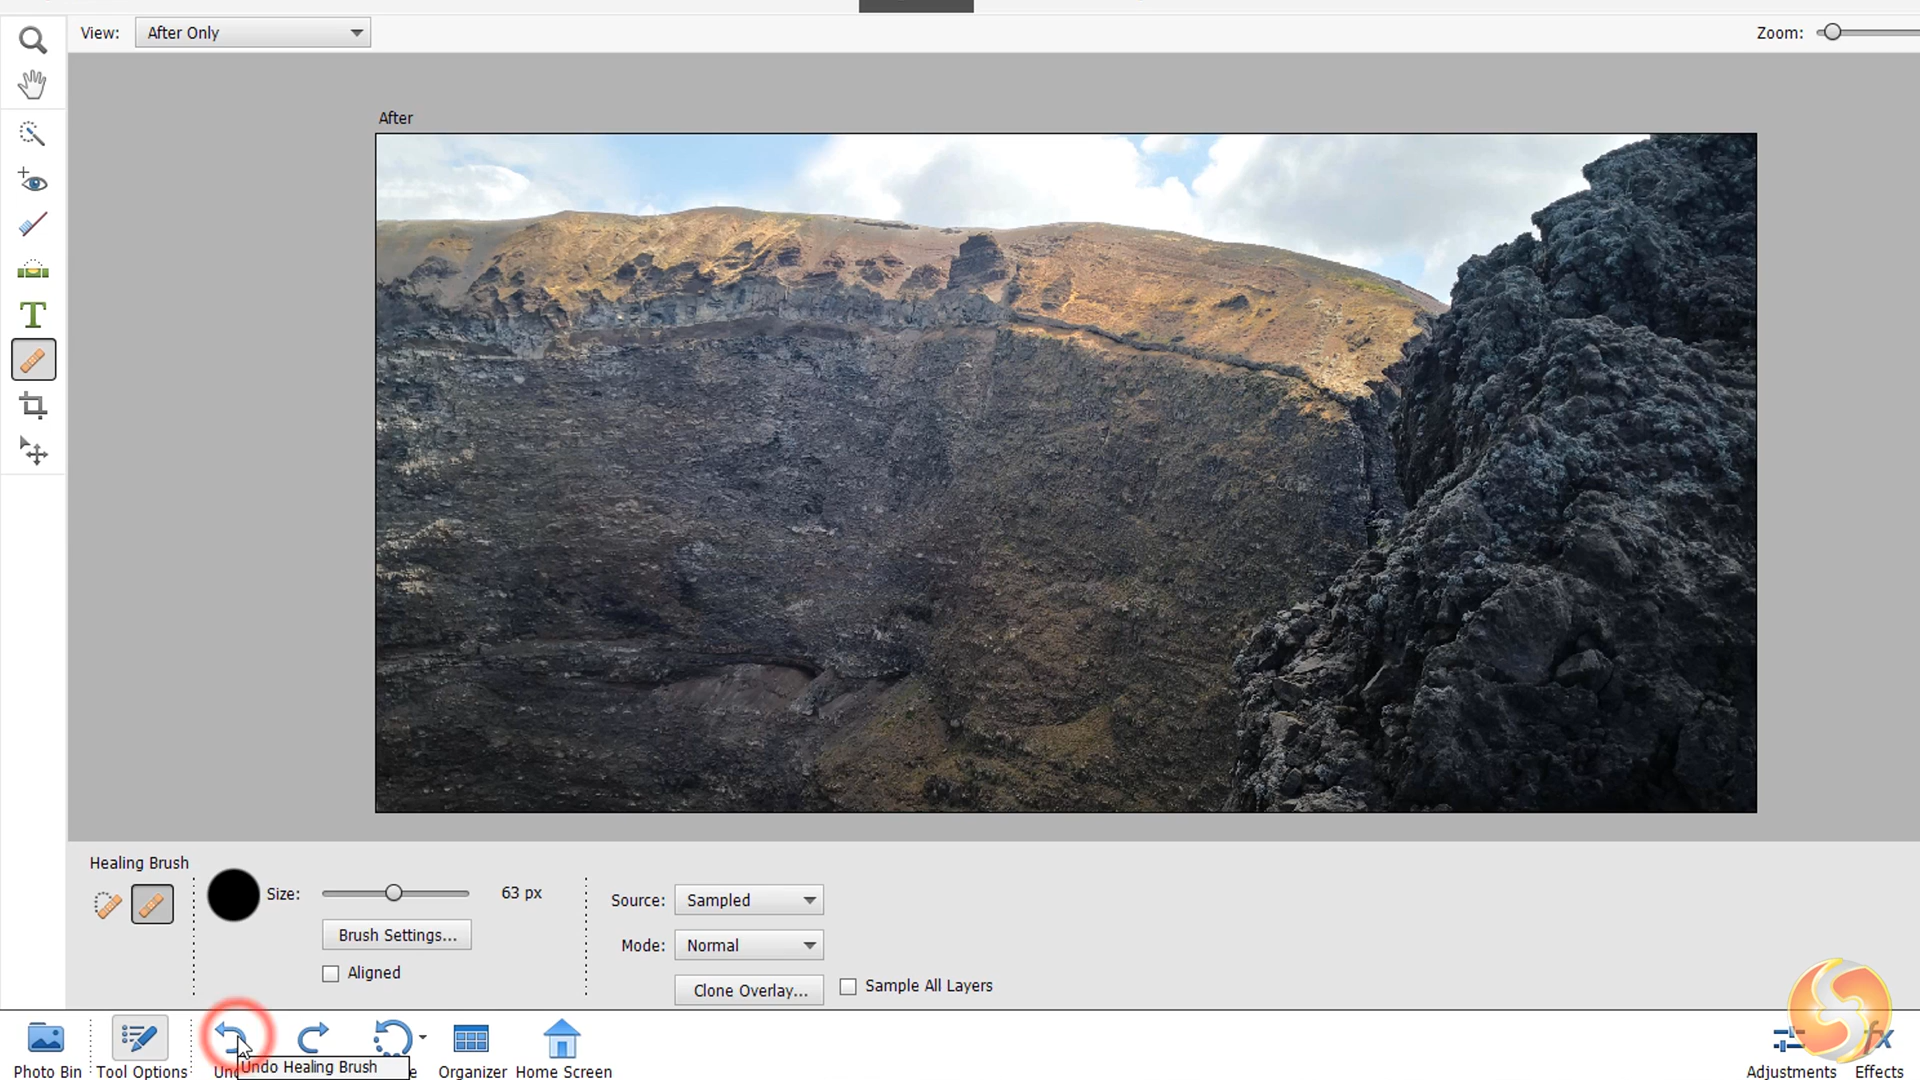 View:
After Only
Zoom:
After
Healing Brush
Size:
63 px
Brush Settings...
Aligned
Source:
Sampled
Mode:
Normal
Clone Overlay...
Sample All Layers
Undo Healing Brush
Photo Bin
Tool Options
Organizer
Home Screen
Adjustments
Effects